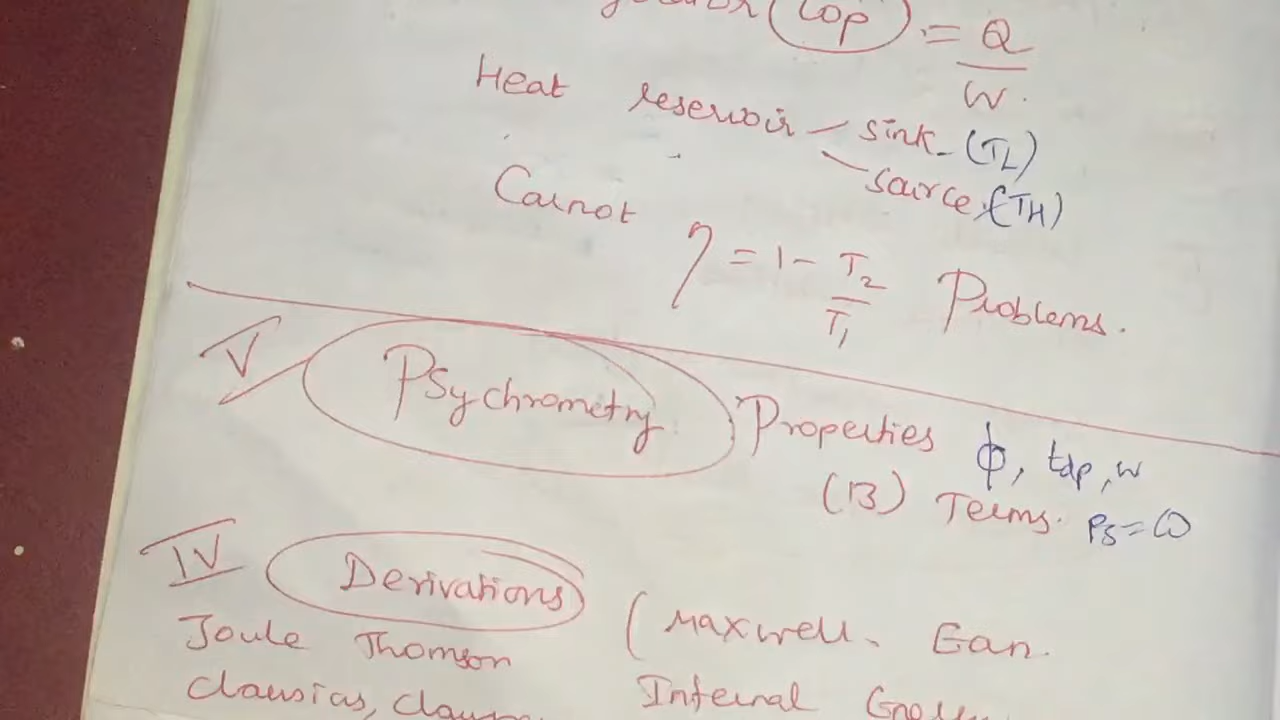 (Cop) = Q/W.
Heat reservoir - sink (TL)
source (TH)
Carnot η = 1 - T2/T1 Problems.
V Psychrometry Properties ϕ, tdp, w
(13) Terms. Ps = ω
IV Derivations (Maxwell. Eqn.
Joule Thomson Internal
Clausius,